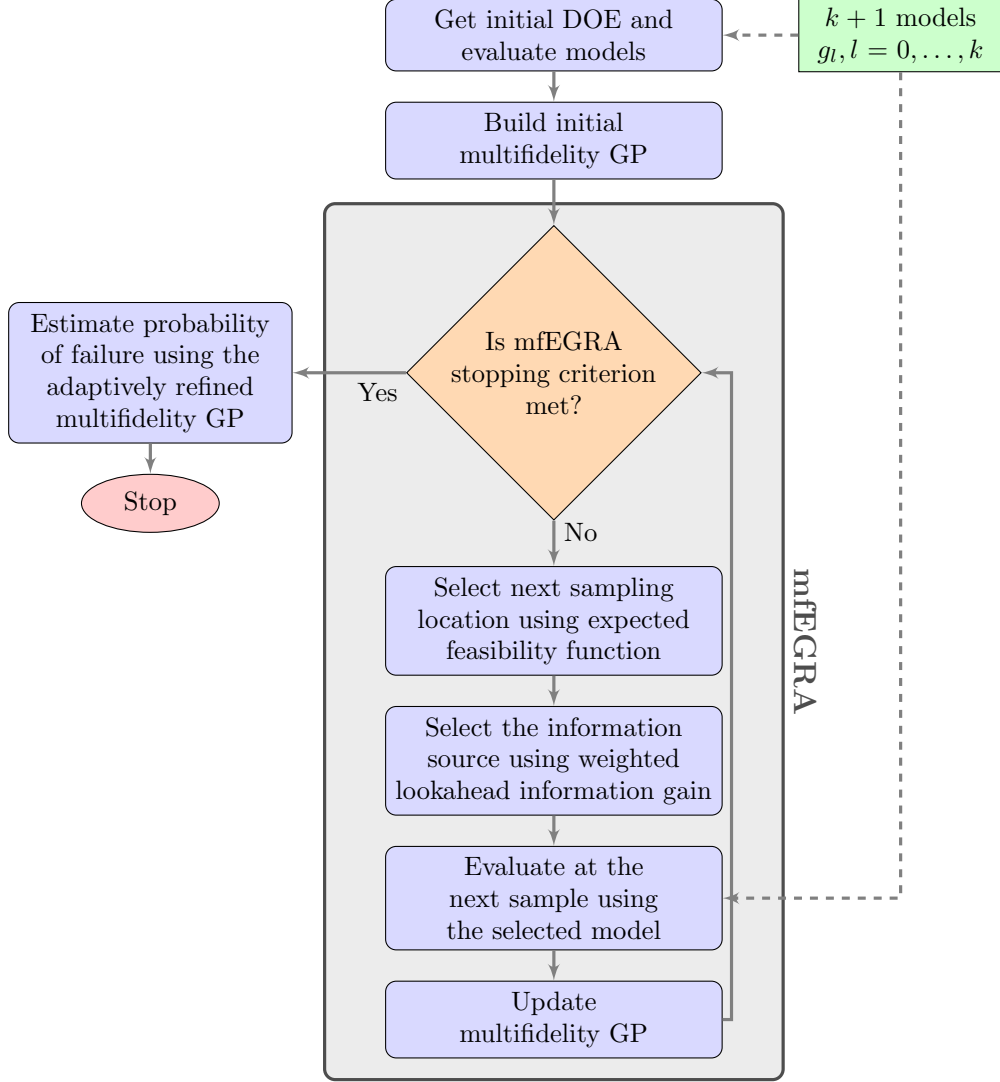 Get initial DOE and
evaluate models
k + 1 models
g_l, l = 0, . . . , k
Build initial
multifidelity GP
Is mfEGRA
stopping criterion
met?
Yes
Estimate probability
of failure using the
adaptively refined
multifidelity GP
Stop
No
Select next sampling
location using expected
feasibility function
mfEGRA
Select the information
source using weighted
lookahead information gain
Evaluate at the
next sample using
the selected model
Update
multifidelity GP